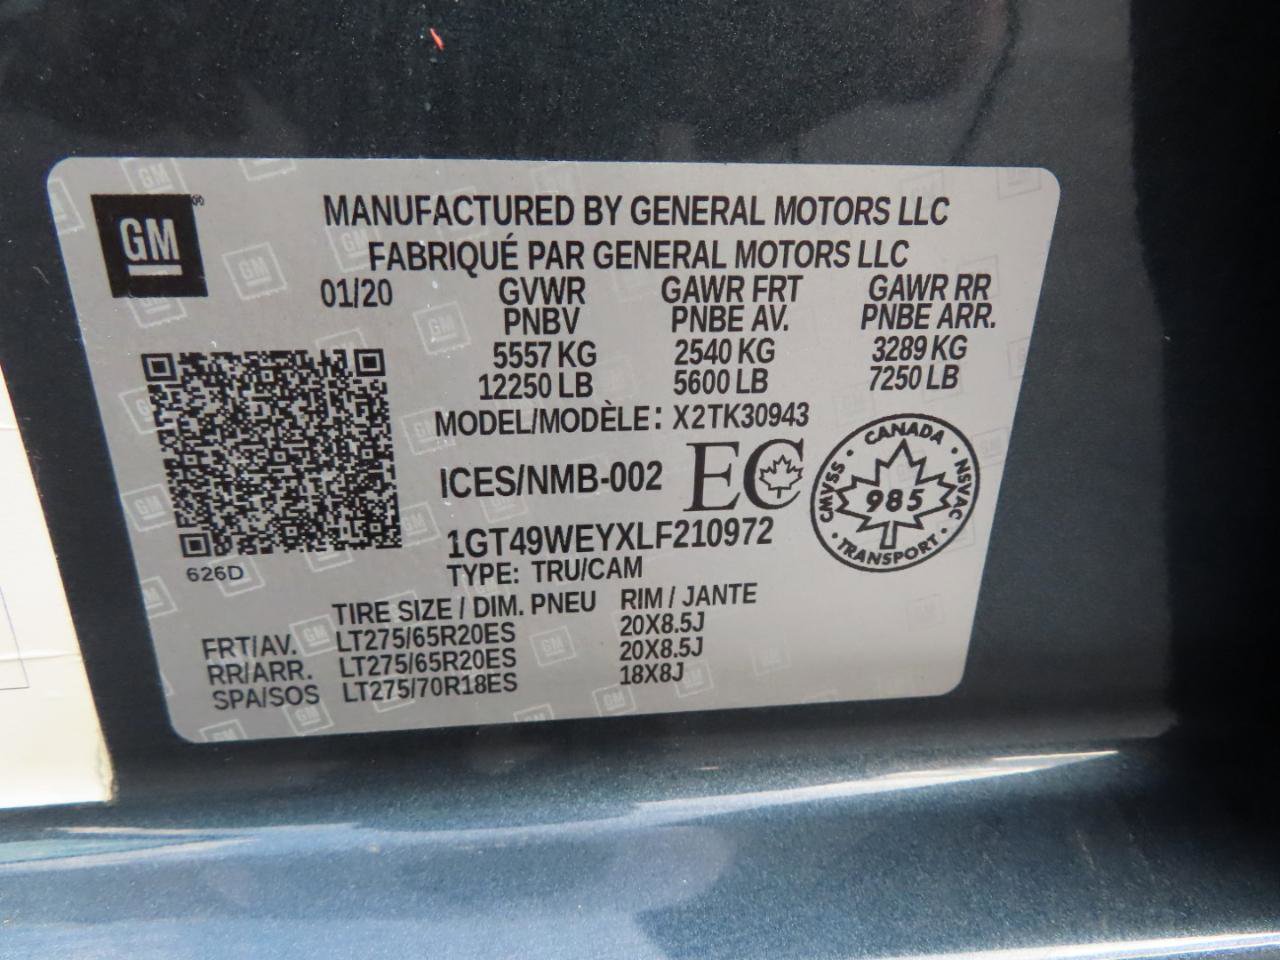 GM®
MANUFACTURED BY GENERAL MOTORS LLC
FABRIQUÉ PAR GENERAL MOTORS LLC
01/20 GVWR GAWR FRT GAWR RR
PNBV PNBE AV. PNBE ARR.
5557 KG 2540 KG 3289 KG
12250 LB 5600 LB 7250 LB
MODEL/MODÈLE: X2TK30943
ICES/NMB-002 EC
CANADA
CMVSS 985 NSVAC
TRANSPORT
1GT49WEYXLF210972
626D
TYPE: TRU/CAM
TIRE SIZE / DIM. PNEU RIM / JANTE
FRT/AV. LT275/65R20ES 20X8.5J
RR/ARR. LT275/65R20ES 20X8.5J
SPA/SOS LT275/70R18ES 18X8J